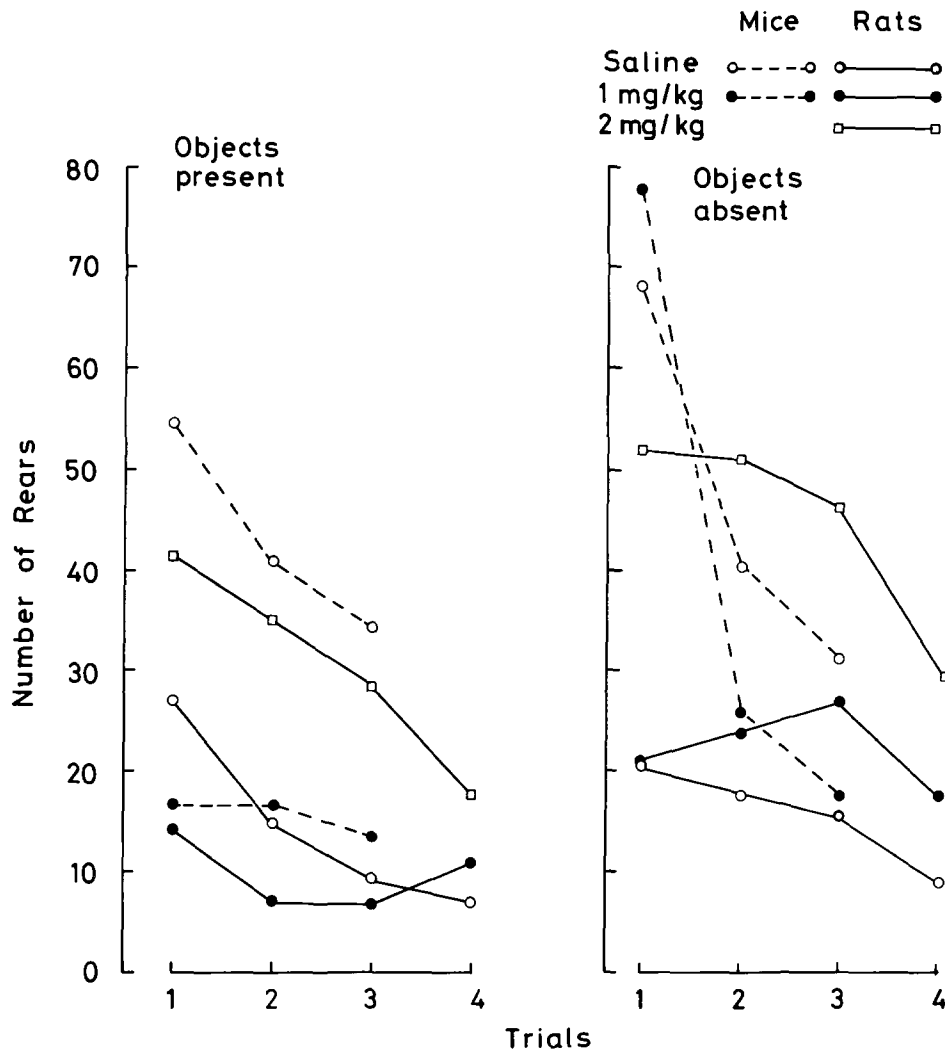 Mice Rats
Saline
1 mg/kg
2 mg/kg
Objects
present
Objects
absent
80
70
60
50
40
30
20
10
0
Number of Rears
1 2 3 4
1 2 3 4
Trials